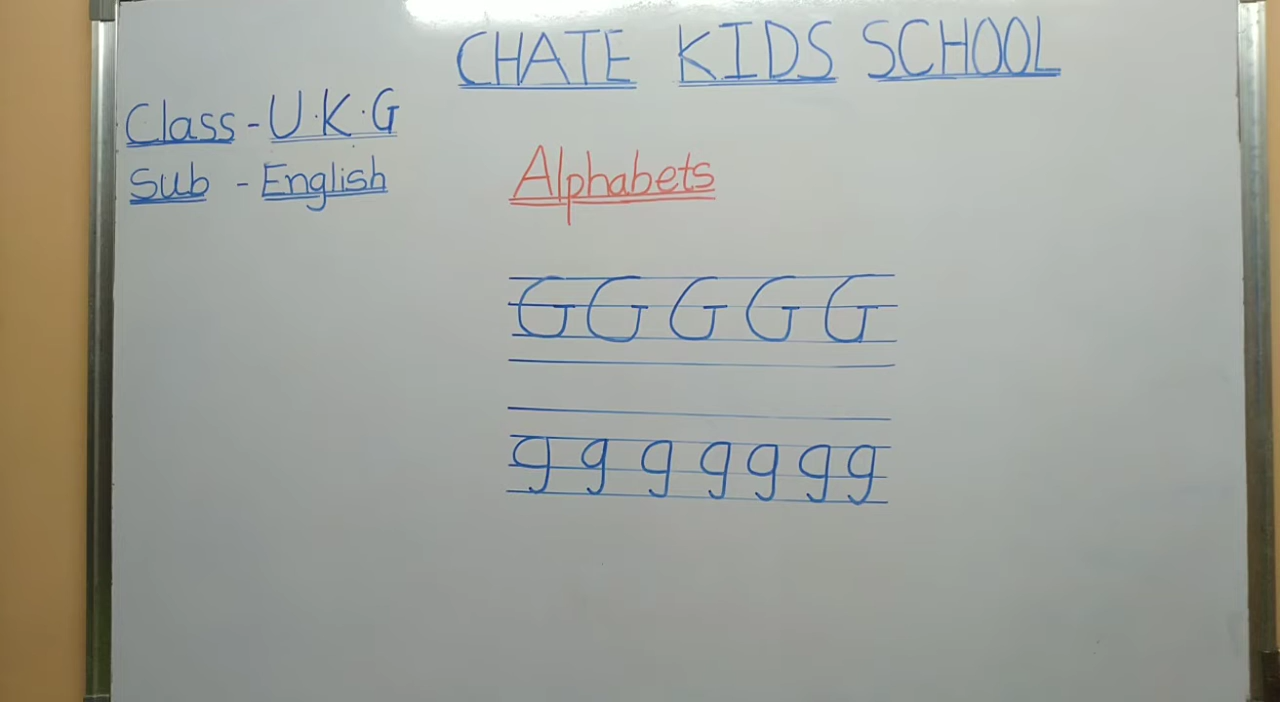 CHATE KIDS SCHOOL
Class - U.K.G
Sub - English
Alphabets
G G G G G
g g g g g g g